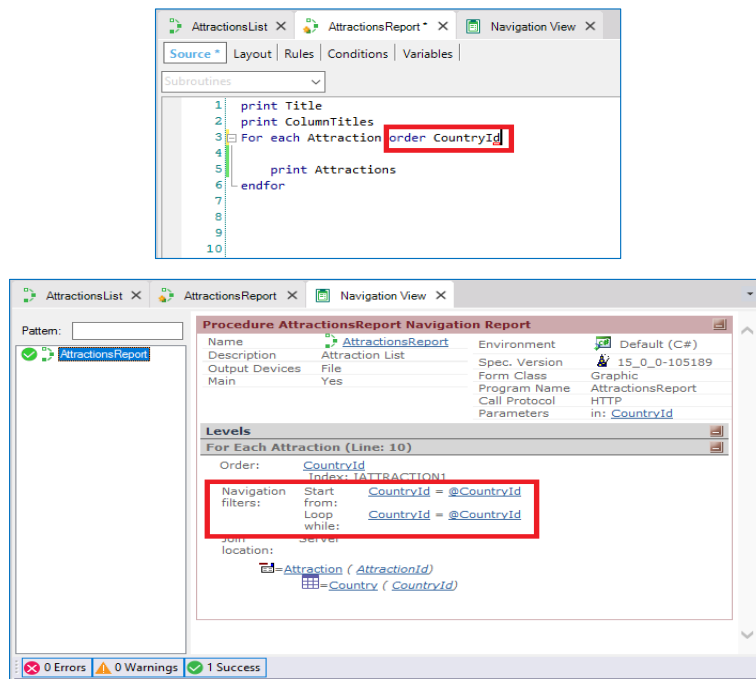 AttractionsList X AttractionsReport * X Navigation View X
Source * Layout Rules Conditions Variables
Subroutines
1 print Title
2 print ColumnTitles
3 For each Attraction order CountryId
4
5 print Attractions
6 endfor
7
8
9
10
AttractionsList X AttractionsReport X Navigation View X
Pattern:
AttractionsReport
Procedure AttractionsReport Navigation Report
Name AttractionsReport Environment Default (C#)
Description Attraction List Spec. Version 15_0_0-105189
Output Devices File Form Class Graphic
Main Yes Program Name AttractionsReport
Call Protocol HTTP
Parameters in: CountryId
Levels
For Each Attraction (Line: 10)
Order: CountryId
Index: IATTRACTION1
Navigation filters: Start from: CountryId = @CountryId
Loop while: CountryId = @CountryId
Join location: Server
=Attraction ( AttractionId)
=Country ( CountryId)
0 Errors 0 Warnings 1 Success